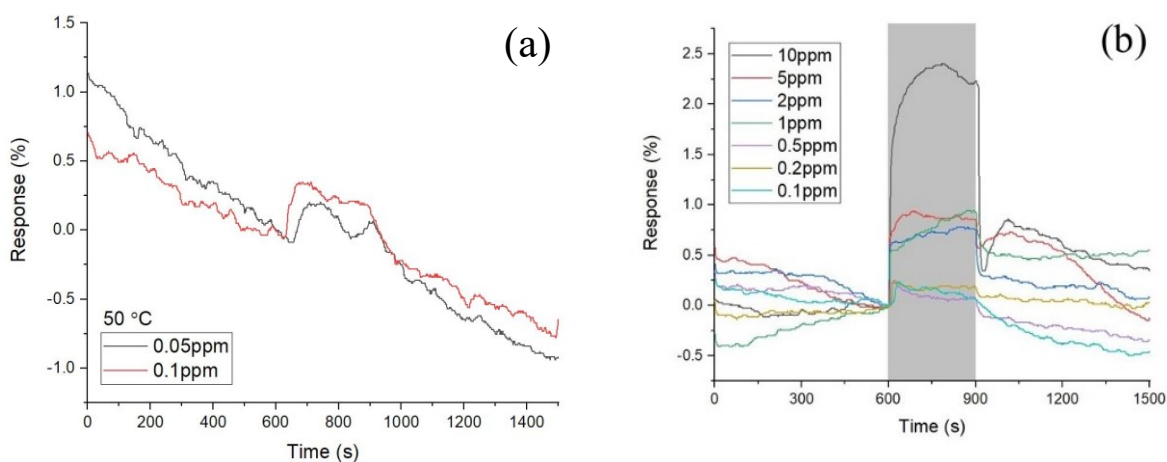 (a)
1.5
1.0
0.5
0.0
-0.5
-1.0
Response (%)
50 °C
0.05ppm
0.1ppm
0 200 400 600 800 1000 1200 1400
Time (s)
(b)
2.5
2.0
1.5
1.0
0.5
0.0
-0.5
Response (%)
10ppm
5ppm
2ppm
1ppm
0.5ppm
0.2ppm
0.1ppm
0 300 600 900 1200 1500
Time (s)